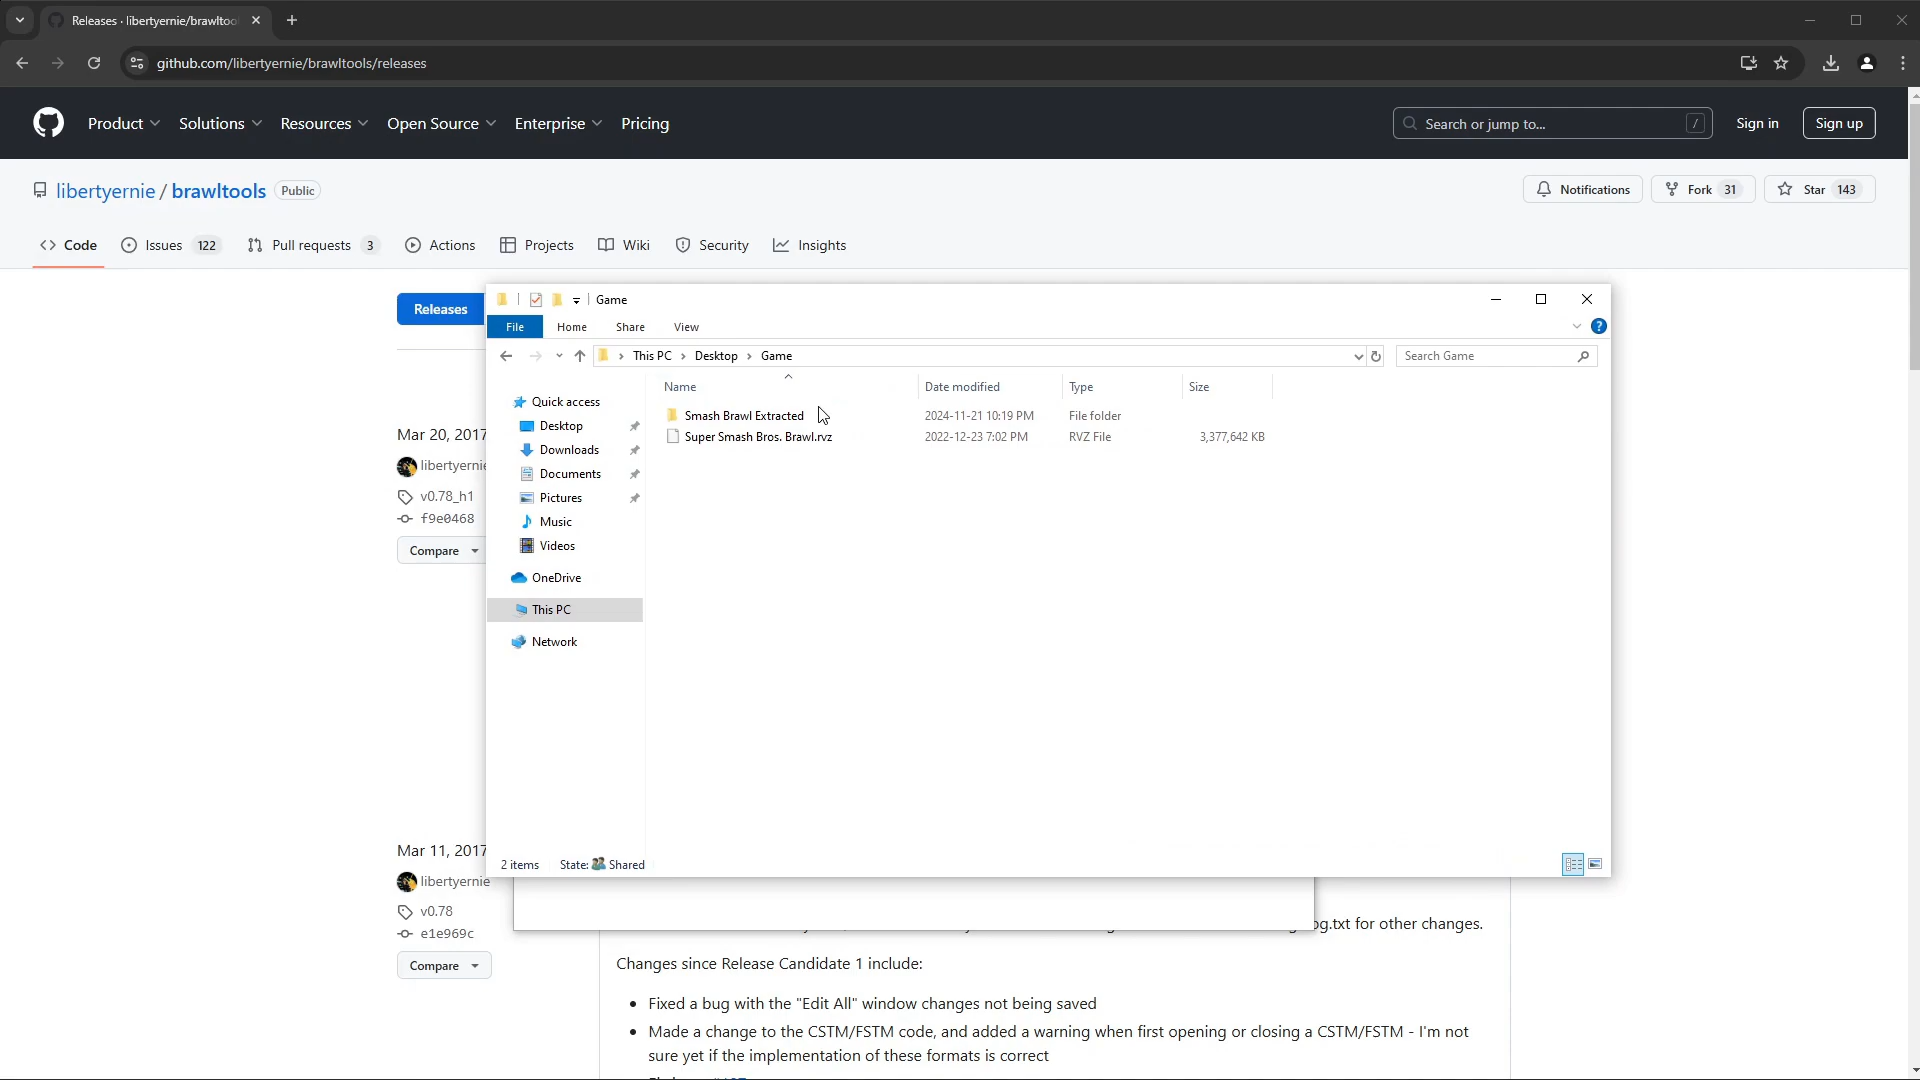 Releases · libertyernie/brawltoo
github.com/libertyernie/brawltools/releases
Product Solutions Resources Open Source Enterprise Pricing
Search or jump to... /
Sign in
Sign up
libertyernie / brawltools Public
Notifications
Fork 31
Star 143
Code
Issues 122
Pull requests 3
Actions
Projects
Wiki
Security
Insights
Releases
Game
File Home Share View
?
This PC > Desktop > Game
Search Game
Name Date modified Type Size
Smash Brawl Extracted 2024-11-21 10:19 PM File folder
Super Smash Bros. Brawl.rvz 2022-12-23 7:02 PM RVZ File 3,377,642 KB
Quick access
Desktop
Downloads
Documents
Pictures
Music
Videos
OneDrive
This PC
Network
2 items State: Shared
Mar 20, 2017
libertyernie
v0.78_h1
f9e0468
Compare
Mar 11, 2017
libertyernie
v0.78
e1e969c
Compare
og.txt for other changes.
Changes since Release Candidate 1 include:
• Fixed a bug with the "Edit All" window changes not being saved
• Made a change to the CSTM/FSTM code, and added a warning when first opening or closing a CSTM/FSTM - I'm not
sure yet if the implementation of these formats is correct